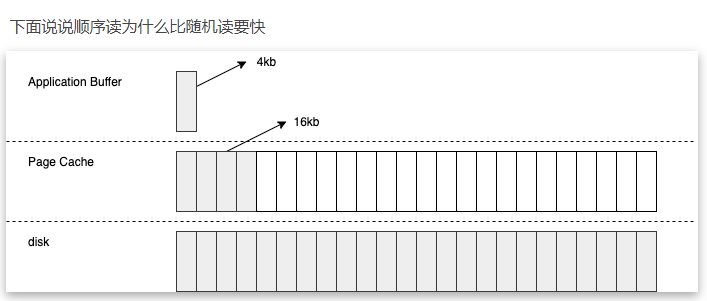 下面说说顺序读为什么比随机读要快
Application Buffer
4kb
16kb
Page Cache
disk